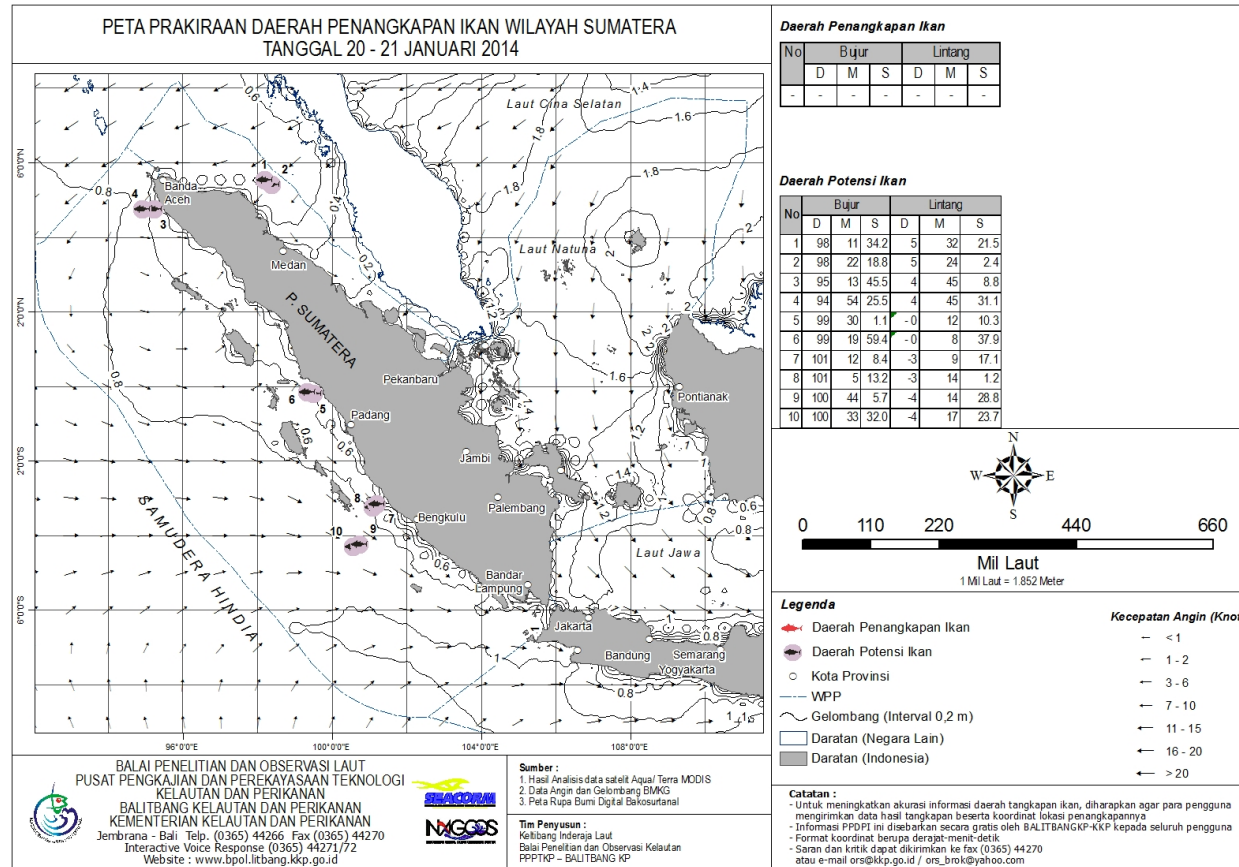 PETA PRAKIRAAN DAERAH PENANGKAPAN IKAN WILAYAH SUMATERA
TANGGAL 20 - 21 JANUARI 2014
Laut Cina Selatan
Banda
Aceh
Medan
Laut Natuna
P. SUMATERA
Pekanbaru
Pontianak
Padang
Jambi
Palembang
Bengkulu
Laut Jawa
Bandar
Lampung
SAMUDERA HINDIA
Jakarta
Bandung
Semarang
Yogyakarta
6°0'0"N
2°0'0"N
2°0'0"S
6°0'0"S
96°0'0"E 100°0'0"E 104°0'0"E 108°0'0"E
Daerah Penangkapan Ikan
No Bujur Lintang
D M S D M S
- - - - - - -
Daerah Potensi Ikan
No Bujur Lintang
D M S D M S
1 98 11 34.2 5 32 21.5
2 98 22 18.8 5 24 2.4
3 95 13 45.5 4 45 8.8
4 94 54 25.5 4 45 31.1
5 99 30 1.1 - 0 12 10.3
6 99 19 59.4 - 0 8 37.9
7 101 12 8.4 -3 9 17.1
8 101 5 13.2 -3 14 1.2
9 100 44 5.7 -4 14 28.8
10 100 33 32.0 -4 17 23.7
N
W E
S
0 110 220 440 660
Mil Laut
1 Mil Laut = 1.852 Meter
Legenda
Daerah Penangkapan Ikan
Daerah Potensi Ikan
Kota Provinsi
WPP
Gelombang (Interval 0,2 m)
Daratan (Negara Lain)
Daratan (Indonesia)
Kecepatan Angin (Knot
< 1
1 - 2
3 - 6
7 - 10
11 - 15
16 - 20
> 20
BALAI PENELITIAN DAN OBSERVASI LAUT
PUSAT PENGKAJIAN DAN PEREKAYASAAN TEKNOLOGI
KELAUTAN DAN PERIKANAN
BALITBANG KELAUTAN DAN PERIKANAN
KEMENTERIAN KELAUTAN DAN PERIKANAN
Jembrana - Bali Telp. (0365) 44266 Fax (0365) 44270
Interactive Voice Response (0365) 44271/72
Website : www.bpol.litbang.kkp.go.id
SEACORM
Sumber :
1. Hasil Analisis data satelit Aqua/ Terra MODIS
2. Data Angin dan Gelombang BMKG
3. Peta Rupa Bumi Digital Bakosurtanal
Tim Penyusun :
Keltibang Inderaja Laut
Balai Penelitian dan Observasi Kelautan
PPPTKP – BALITBANG KP
Catatan :
- Untuk meningkatkan akurasi informasi daerah tangkapan ikan, diharapkan agar para pengguna
mengirimkan data hasil tangkapan beserta koordinat lokasi penangkapannya
- Informasi PPDPI ini disebarkan secara gratis oleh BALITBANGKP-KKP kepada seluruh pengguna
- Format koordinat berupa derajat-menit-detik
- Saran dan kritik dapat dikirimkan ke fax (0365) 44270
atau e-mail ors@kkp.go.id / ors_brok@yahoo.com